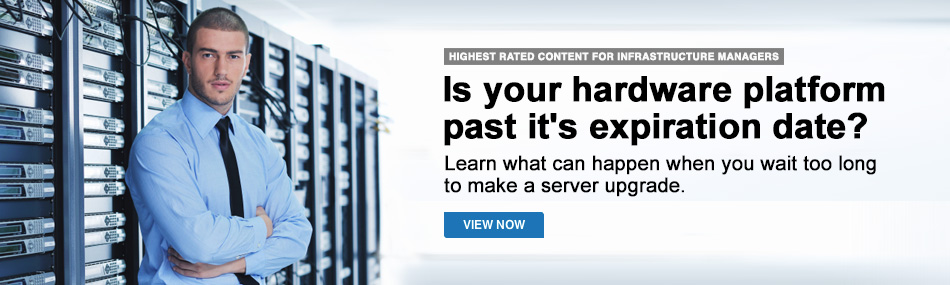 HIGHEST RATED CONTENT FOR INFRASTRUCTURE MANAGERS
Is your hardware platform
past it's expiration date?
Learn what can happen when you wait too long
to make a server upgrade.
VIEW NOW